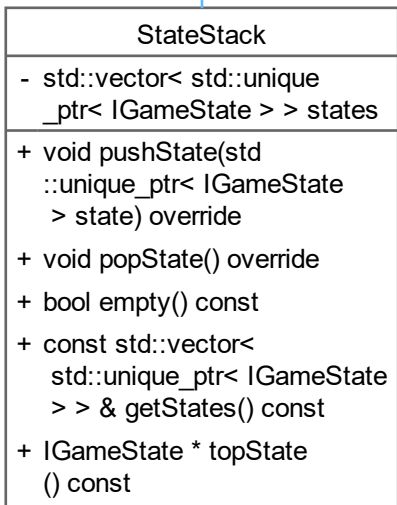 StateStack
- std::vector< std::unique
_ptr< IGameState > > states
+ void pushState(std
::unique_ptr< IGameState
> state) override
+ void popState() override
+ bool empty() const
+ const std::vector<
std::unique_ptr< IGameState
> > & getStates() const
+ IGameState * topState
() const